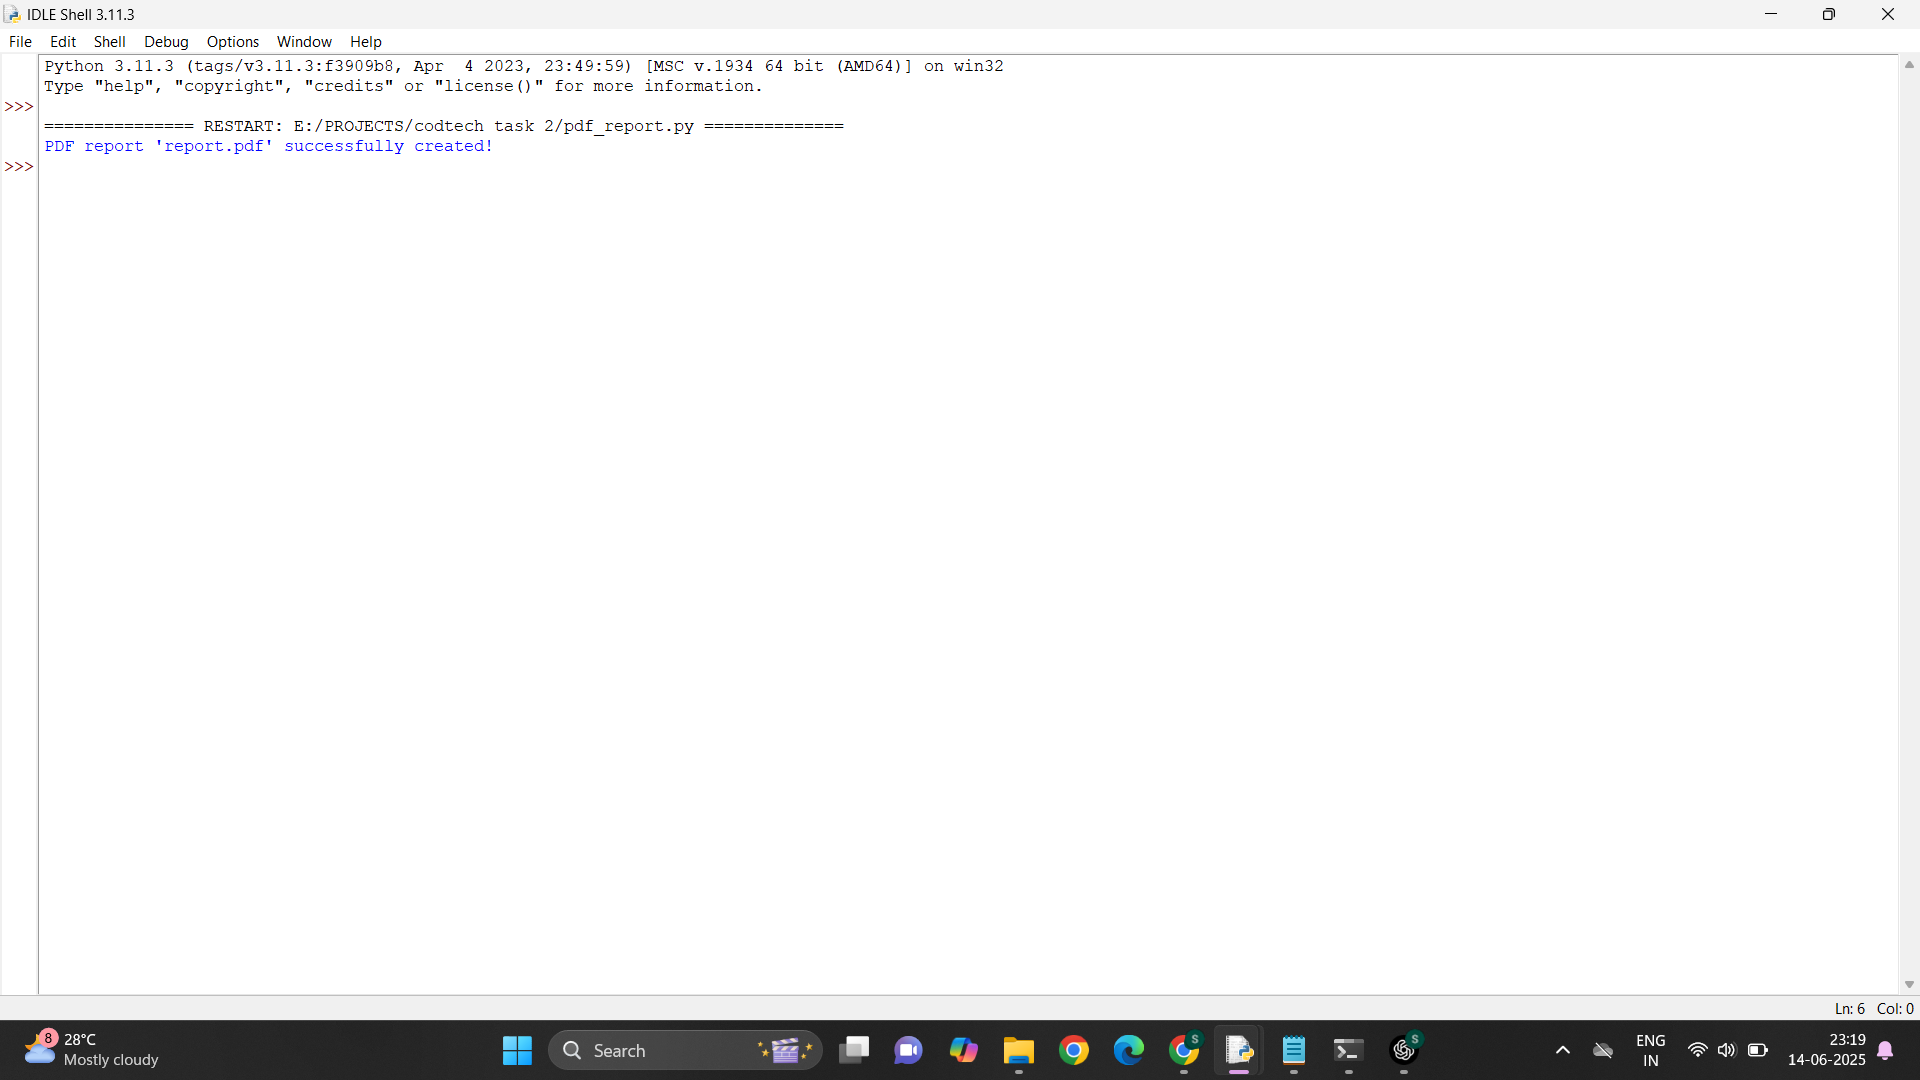 IDLE Shell 3.11.3
File Edit Shell Debug Options Window Help
Python 3.11.3 (tags/v3.11.3:f3909b8, Apr  4 2023, 23:49:59) [MSC v.1934 64 bit (AMD64)] on win32
Type "help", "copyright", "credits" or "license()" for more information.
>>>
=============== RESTART: E:/PROJECTS/codtech task 2/pdf_report.py ==============
PDF report 'report.pdf' successfully created!
>>>
Ln: 6 Col: 0
8
28°C
Mostly cloudy
Search
S
S
ENG
IN
23:19
14-06-2025